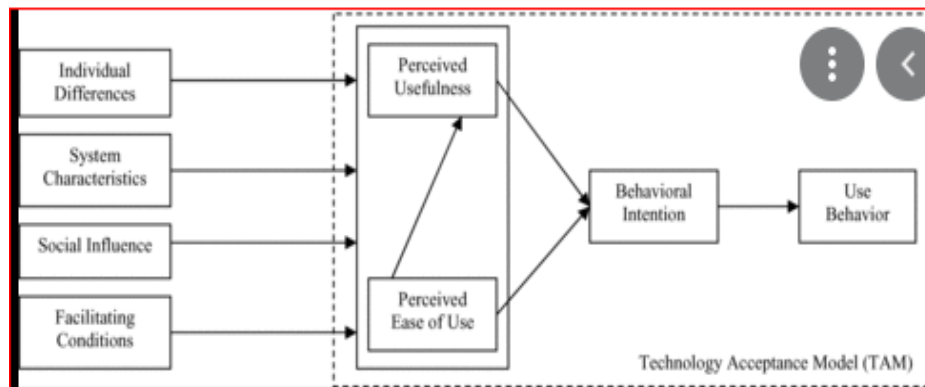 Individual
Differences
System
Characteristics
Social Influence
Facilitating
Conditions
Perceived
Usefulness
Perceived
Ease of Use
Behavioral
Intention
Use
Behavior
Technology Acceptance Model (TAM)